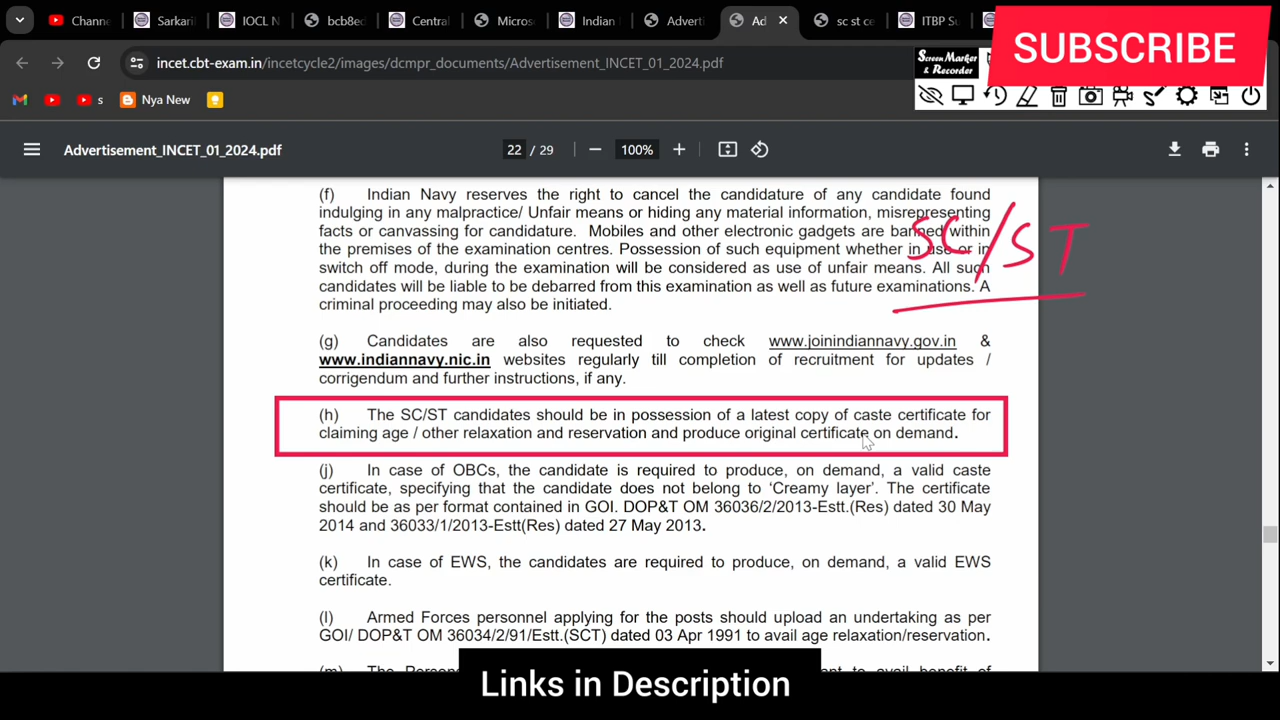 Channe
Sarkari
IOCL N
bcb8ed
Central
Micros
Indian
Adverti
Ad
sc st ce
ITBP Su
SUBSCRIBE
incet.cbt-exam.in/incetcycle2/images/dcmpr_documents/Advertisement_INCET_01_2024.pdf
Screen Marker
& Recorder
s
Nya New
Advertisement_INCET_01_2024.pdf
22 / 29
100%
(f) Indian Navy reserves the right to cancel the candidature of any candidate found
indulging in any malpractice/ Unfair means or hiding any material information, misrepresenting
facts or canvassing for candidature. Mobiles and other electronic gadgets are banned within
the premises of the examination centres. Possession of such equipment whether in use or in
switch off mode, during the examination will be considered as use of unfair means. All such
candidates will be liable to be debarred from this examination as well as future examinations. A
criminal proceeding may also be initiated.
SC/ST
(g) Candidates are also requested to check www.joinindiannavy.gov.in &
www.indiannavy.nic.in websites regularly till completion of recruitment for updates /
corrigendum and further instructions, if any.
(h) The SC/ST candidates should be in possession of a latest copy of caste certificate for
claiming age / other relaxation and reservation and produce original certificate on demand.
(j) In case of OBCs, the candidate is required to produce, on demand, a valid caste
certificate, specifying that the candidate does not belong to ‘Creamy layer’. The certificate
should be as per format contained in GOI. DOP&T OM 36036/2/2013-Estt.(Res) dated 30 May
2014 and 36033/1/2013-Estt(Res) dated 27 May 2013.
(k) In case of EWS, the candidates are required to produce, on demand, a valid EWS
certificate.
(l) Armed Forces personnel applying for the posts should upload an undertaking as per
GOI/ DOP&T OM 36034/2/91/Estt.(SCT) dated 03 Apr 1991 to avail age relaxation/reservation.
Links in Description